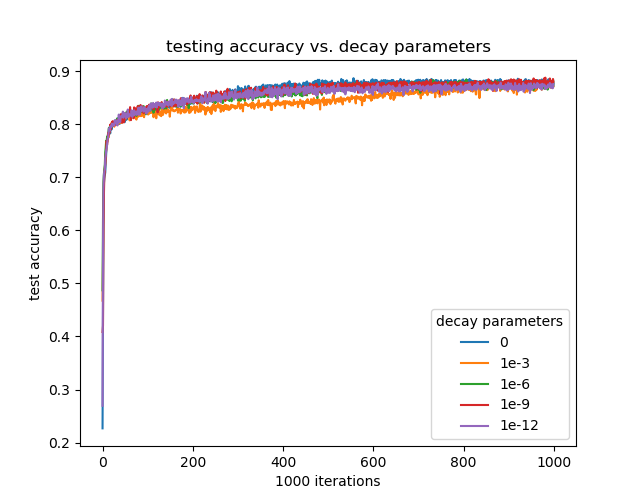 testing accuracy vs. decay parameters
0.9
0.8
0.7
0.6
0.5
0.4
0.3
0.2
test accuracy
decay parameters
0
1e-3
1e-6
1e-9
1e-12
0 200 400 600 800 1000
1000 iterations